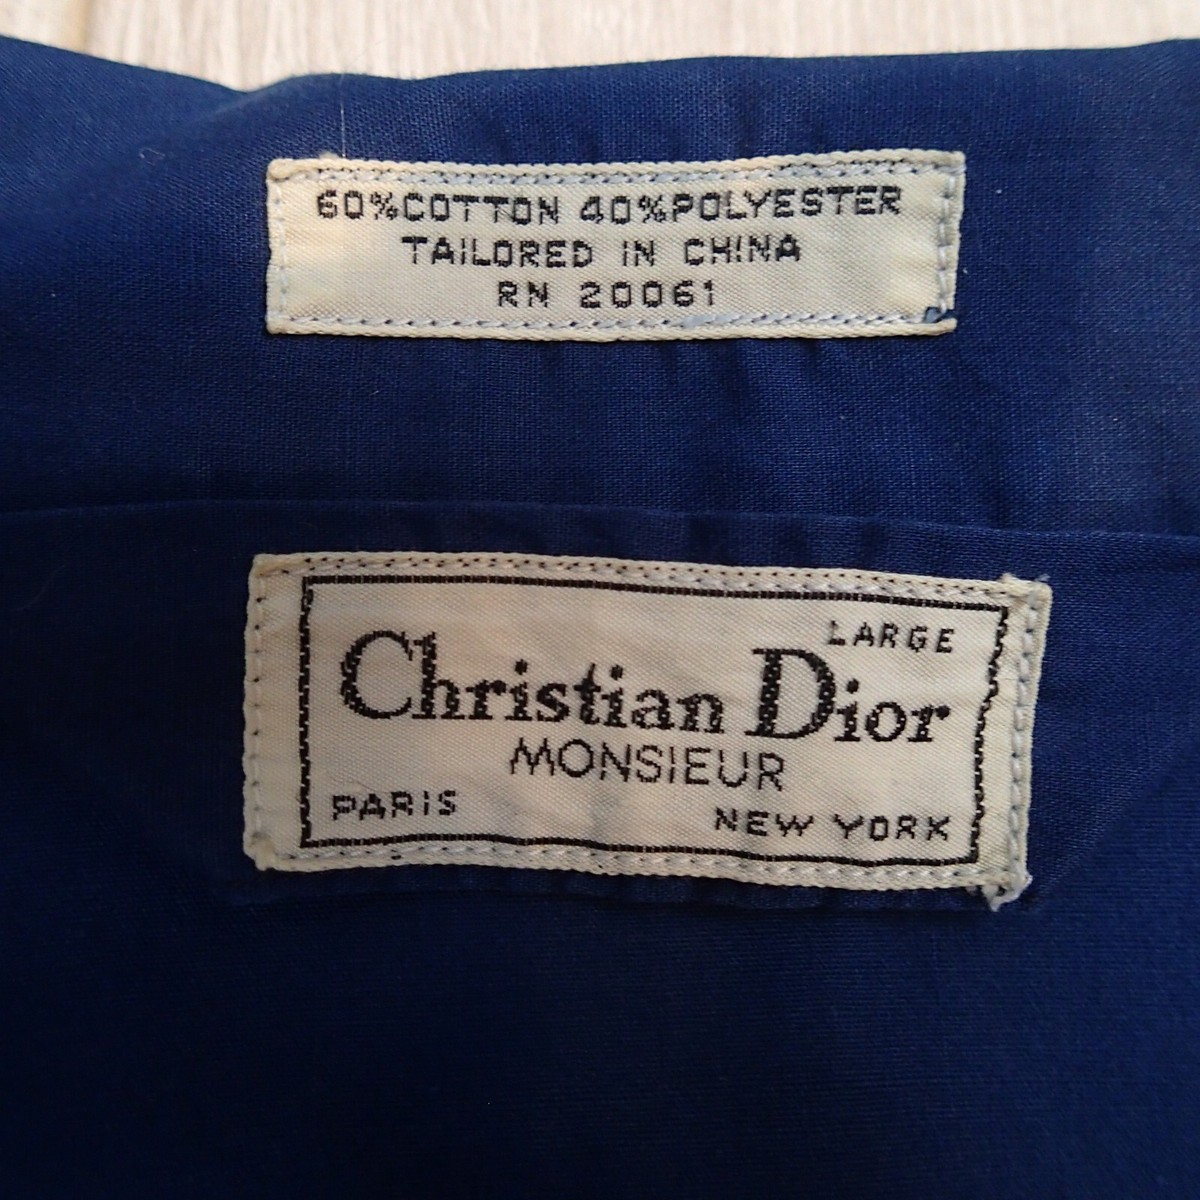 60%COTTON 40%POLYESTER
TAILORED IN CHINA
RN 20061
LARGE
Christian Dior
MONSIEUR
PARIS NEW YORK